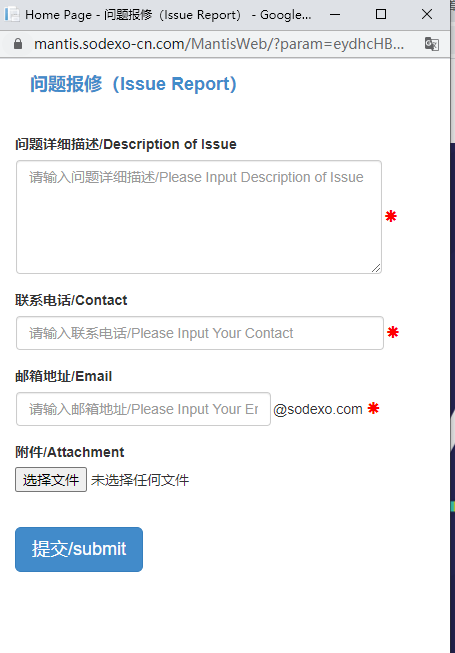 Home Page - 问题报修（Issue Report） - Google...
mantis.sodexo-cn.com/MantisWeb/?param=eydhcHB...
问题报修（Issue Report）
问题详细描述/Description of Issue
请输入问题详细描述/Please Input Description of Issue
联系电话/Contact
请输入联系电话/Please Input Your Contact
邮箱地址/Email
请输入邮箱地址/Please Input Your Er @sodexo.com
附件/Attachment
选择文件 未选择任何文件
提交/submit